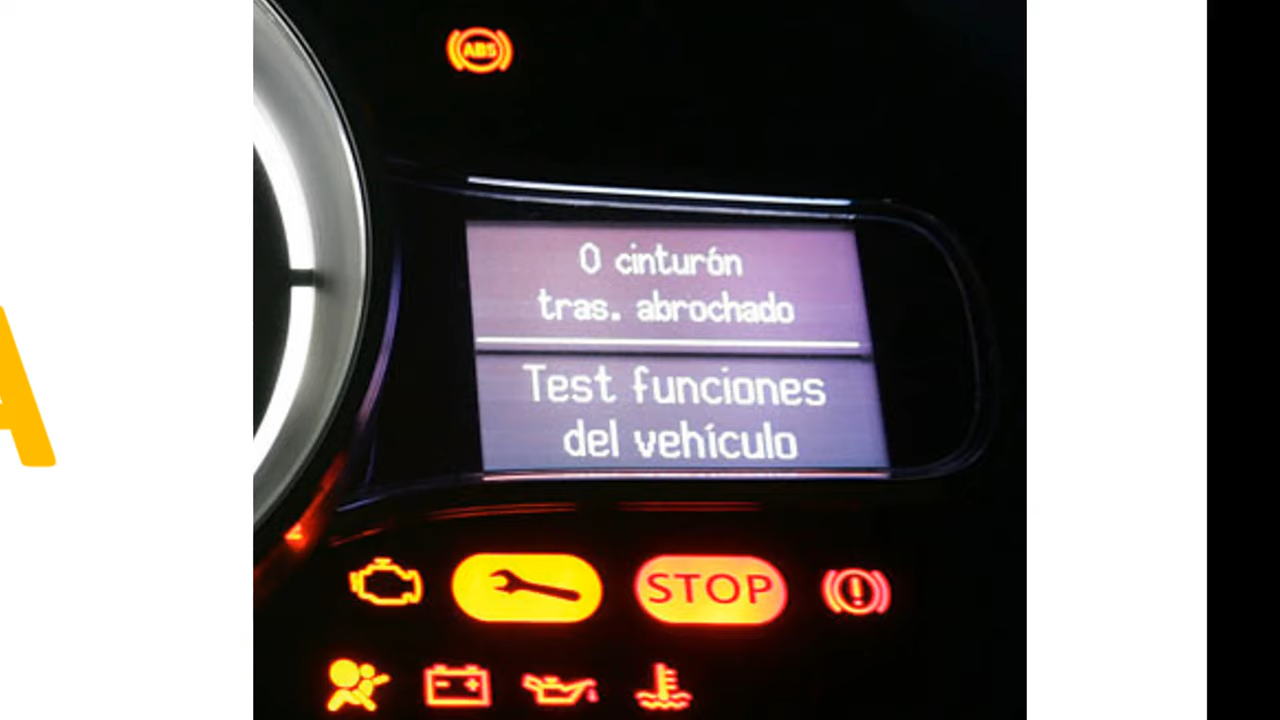 A
ABS
0 cinturón
tras. abrochado
Test funciones
del vehículo
STOP